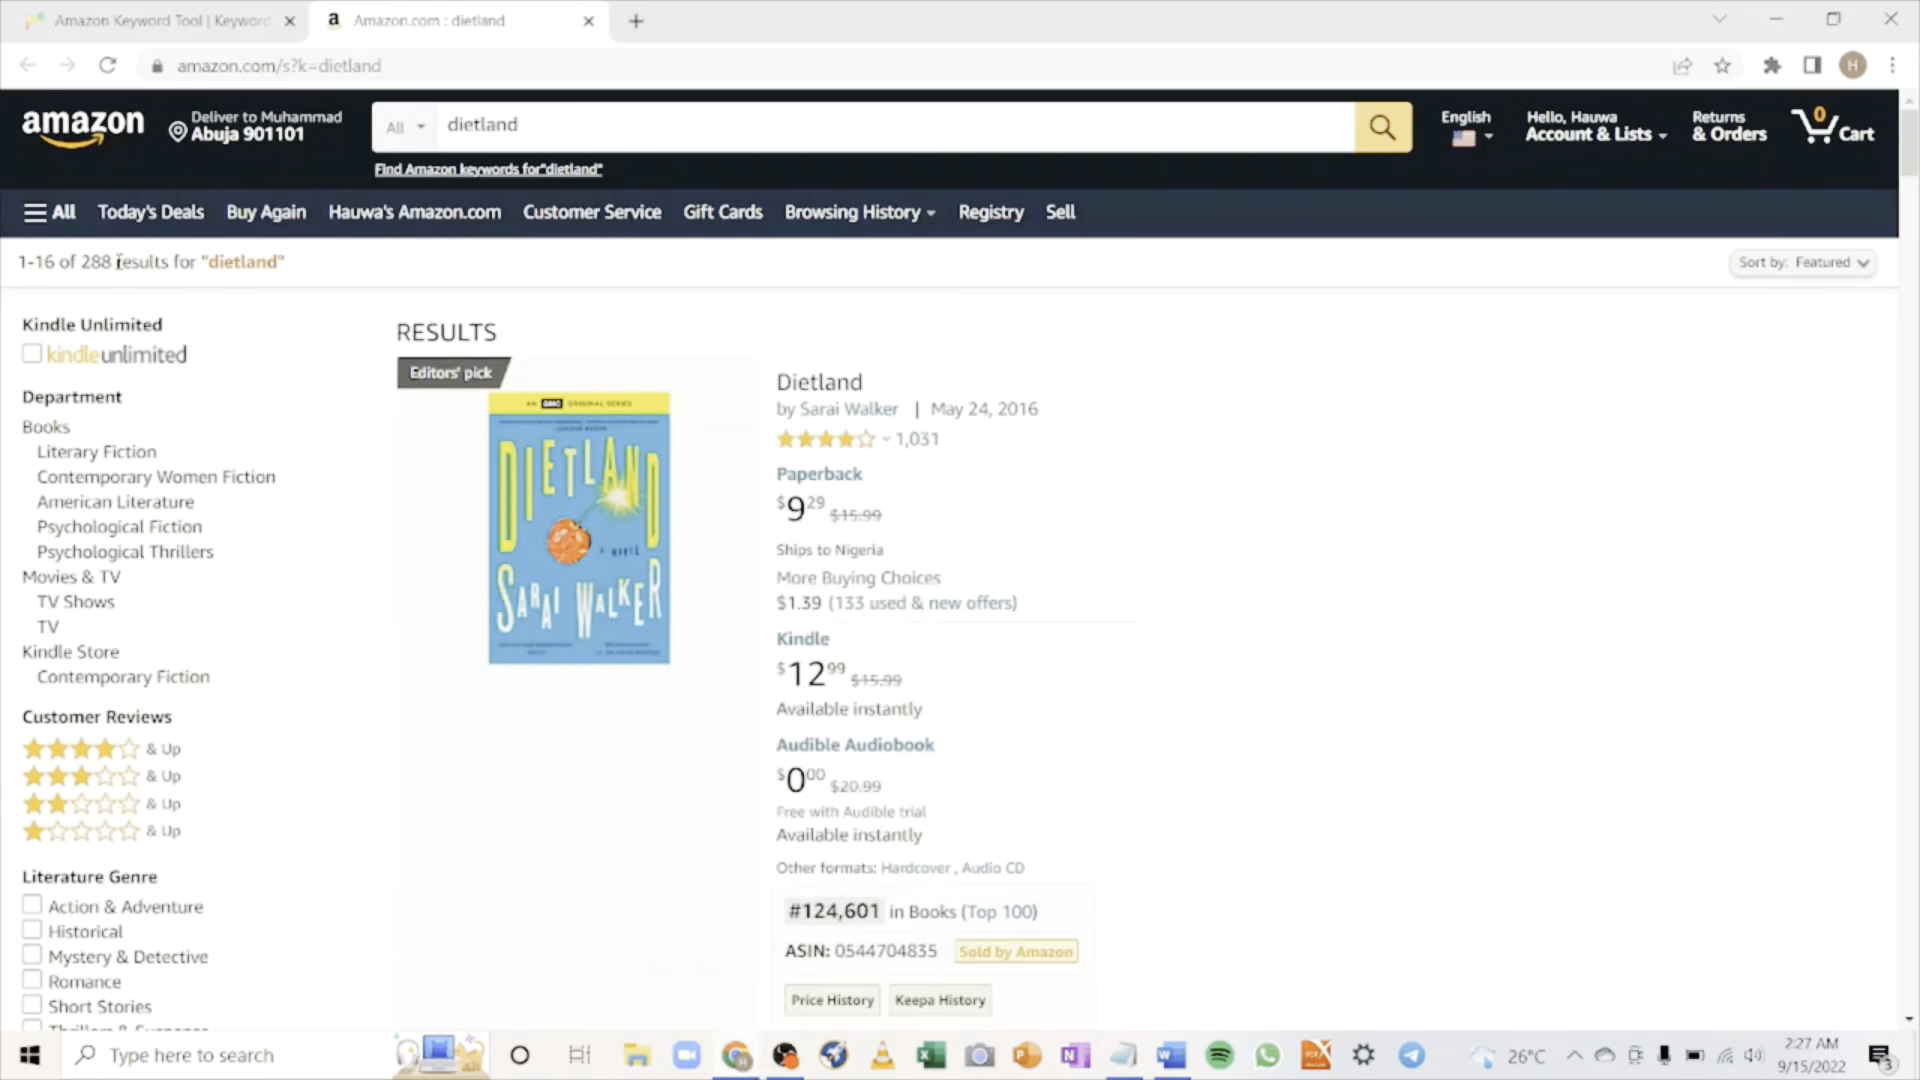 Amazon Keyword Tool | Keyword
Amazon.com : dietland
amazon.com/s?k=dietland
H
amazon
Deliver to Muhammad
Abuja 901101
All
dietland
Find Amazon keywords for"dietland"
English
Hello, Hauwa
Account & Lists
Returns
& Orders
0
Cart
All
Today's Deals
Buy Again
Hauwa's Amazon.com
Customer Service
Gift Cards
Browsing History
Registry
Sell
1-16 of 288 results for "dietland"
Sort by: Featured
Kindle Unlimited
kindleunlimited
Department
Books
Literary Fiction
Contemporary Women Fiction
American Literature
Psychological Fiction
Psychological Thrillers
Movies & TV
TV Shows
TV
Kindle Store
Contemporary Fiction
Customer Reviews
& Up
& Up
& Up
& Up
Literature Genre
Action & Adventure
Historical
Mystery & Detective
Romance
Short Stories
Thrillers & Suspense
RESULTS
Editors' pick
AN AMC ORIGINAL SERIES
DIETLAND
A NOVEL
SARAI WALKER
Dietland
by Sarai Walker | May 24, 2016
1,031
Paperback
$9.29 $15.99
Ships to Nigeria
More Buying Choices
$1.39 (133 used & new offers)
Kindle
$12.99 $15.99
Available instantly
Audible Audiobook
$0.00 $20.99
Free with Audible trial
Available instantly
Other formats: Hardcover , Audio CD
#124,601 in Books (Top 100)
ASIN: 0544704835 Sold by Amazon
Price History
Keepa History
Type here to search
26°C
2:27 AM
9/15/2022
3